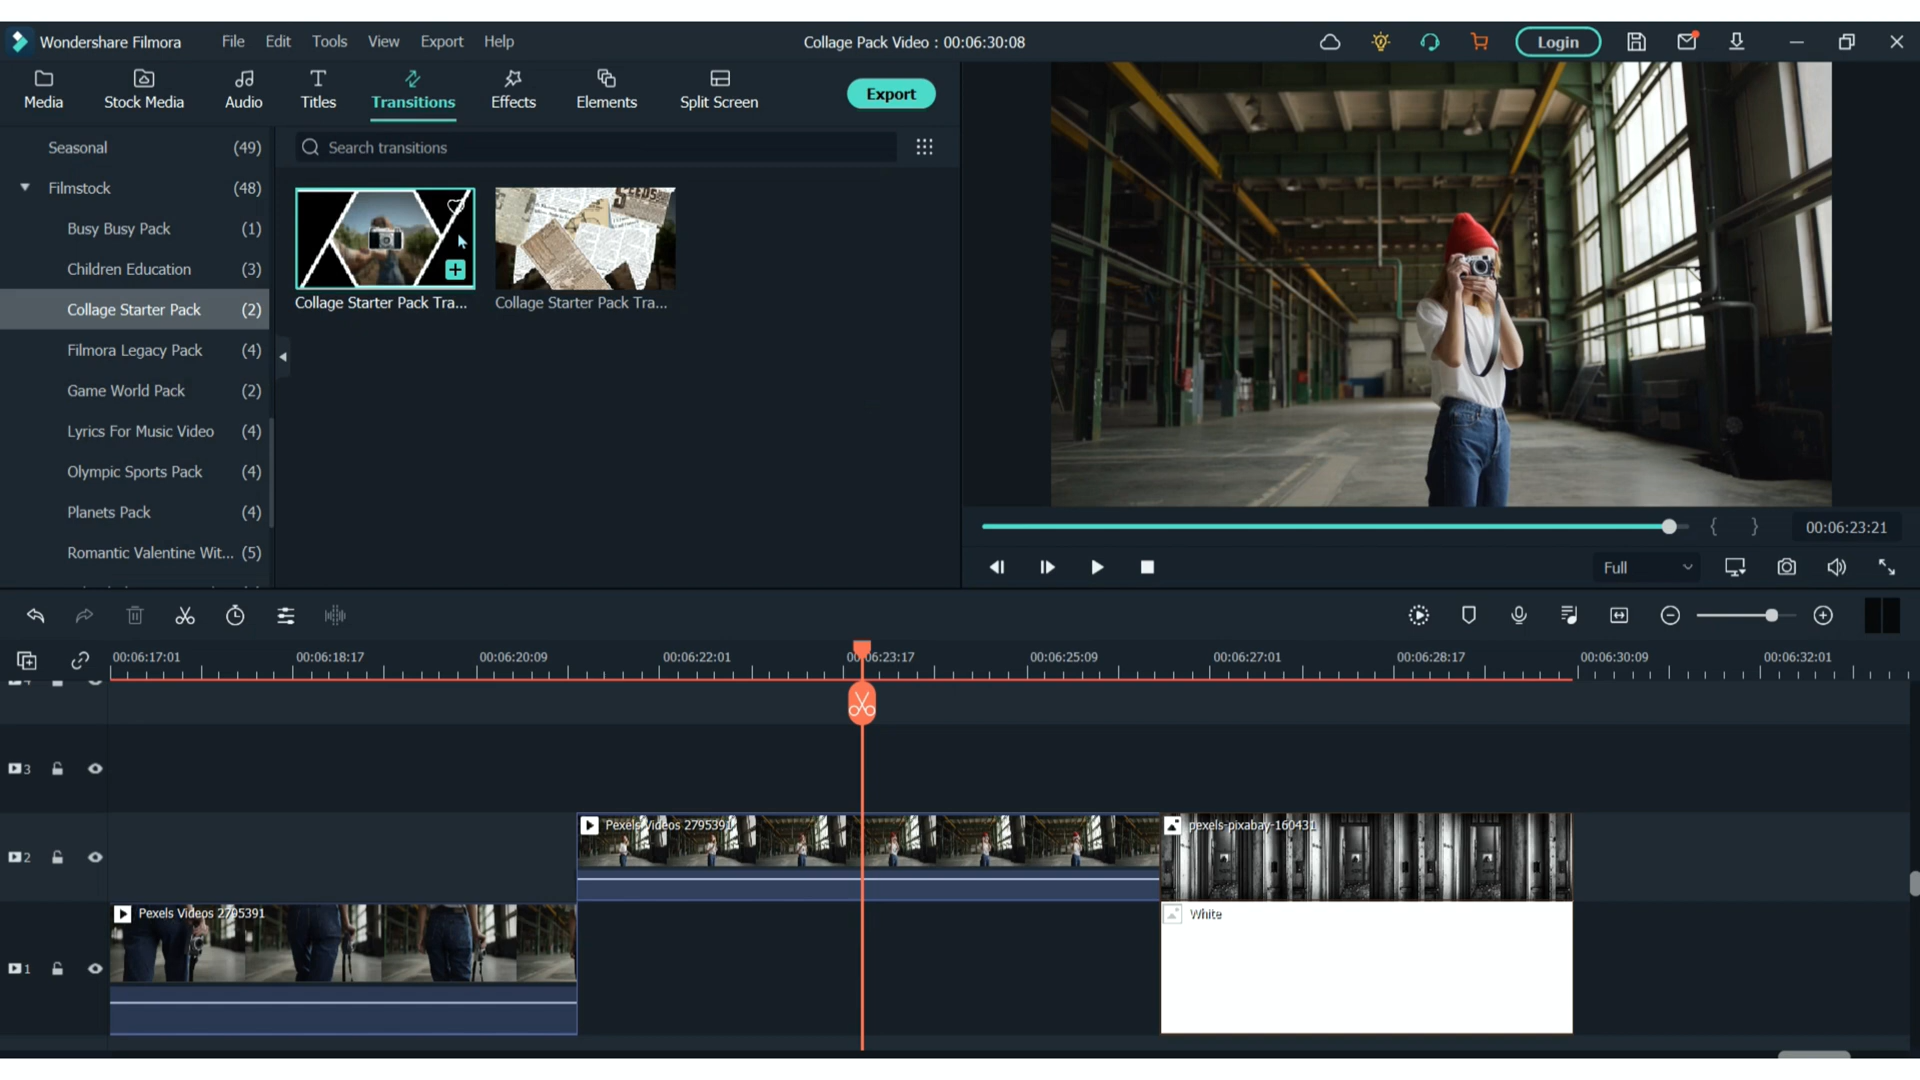 Wondershare Filmora File Edit Tools View Export Help Collage Pack Video : 00:06:30:08 Login
Media Stock Media Audio Titles Transitions Effects Elements Split Screen Export
Seasonal (49)
Search transitions
Filmstock (48)
Busy Busy Pack (1)
Children Education (3)
Collage Starter Pack (2)
Filmora Legacy Pack (4)
Game World Pack (2)
Lyrics For Music Video (4)
Olympic Sports Pack (4)
Planets Pack (4)
Romantic Valentine Wit... (5)
SEEDS
Collage Starter Pack Tra... Collage Starter Pack Tra...
00:06:23:21
Full
00:06:17:01 00:06:18:17 00:06:20:09 00:06:22:01 00:06:23:17 00:06:25:09 00:06:27:01 00:06:28:17 00:06:30:09 00:06:32:01
3
2
Pexels Videos 2795391 pexels-pixabay-160431
1
Pexels Videos 2795391 White